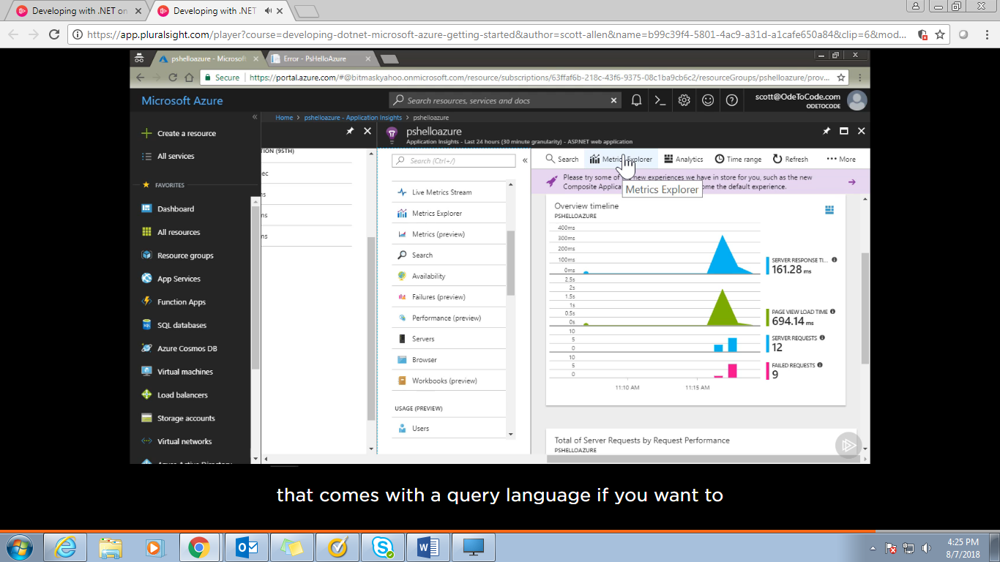 Developing with .NET on
Developing with .NET
https://app.pluralsight.com/player?course=developing-dotnet-microsoft-azure-getting-started&author=scott-allen&name=b99c39f4-5801-4ac9-a31d-a1cafe650a84&clip=6&mod...
pshelloazure - Microsoft
Error - PsHelloAzure
Secure
https://portal.azure.com/#@bitmaskyahoo.onmicrosoft.com/resource/subscriptions/63ffaf6b-218c-43f6-9375-08c1ba9cb6c2/resourceGroups/pshelloazure/prov...
Microsoft Azure
Search resources, services and docs
scott@OdeToCode.com
ODETOCODE
Home > pshelloazure - Application Insights > pshelloazure
Create a resource
All services
FAVORITES
Dashboard
All resources
Resource groups
App Services
Function Apps
SQL databases
Azure Cosmos DB
Virtual machines
Load balancers
Storage accounts
Virtual networks
Azure Active Directory
TION (95TH)
ec
ns
ns
ns
pshelloazure
Application Insights - Last 24 hours (30 minute granularity) - ASP.NET web application
Search (Ctrl+/)
Live Metrics Stream
Metrics Explorer
Metrics (preview)
Search
Availability
Failures (preview)
Performance (preview)
Servers
Browser
Workbooks (preview)
USAGE (PREVIEW)
Users
Search
Metrics Explorer
Analytics
Time range
Refresh
More
Please try some of the new experiences we have in store for you, such as the new
Composite Applic
ome the default experience.
Metrics Explorer
Overview timeline
PSHELLOAZURE
400ms
300ms
200ms
100ms
0ms
2.5s
2s
1.5s
1s
0.5s
0s
10
5
0
10
5
0
11:10 AM
11:15 AM
SERVER RESPONSE TI...
161.28 ms
PAGE VIEW LOAD TIME
694.14 ms
SERVER REQUESTS
12
FAILED REQUESTS
9
Total of Server Requests by Request Performance
PSHELLOAZURE
that comes with a query language if you want to
4:25 PM
8/7/2018